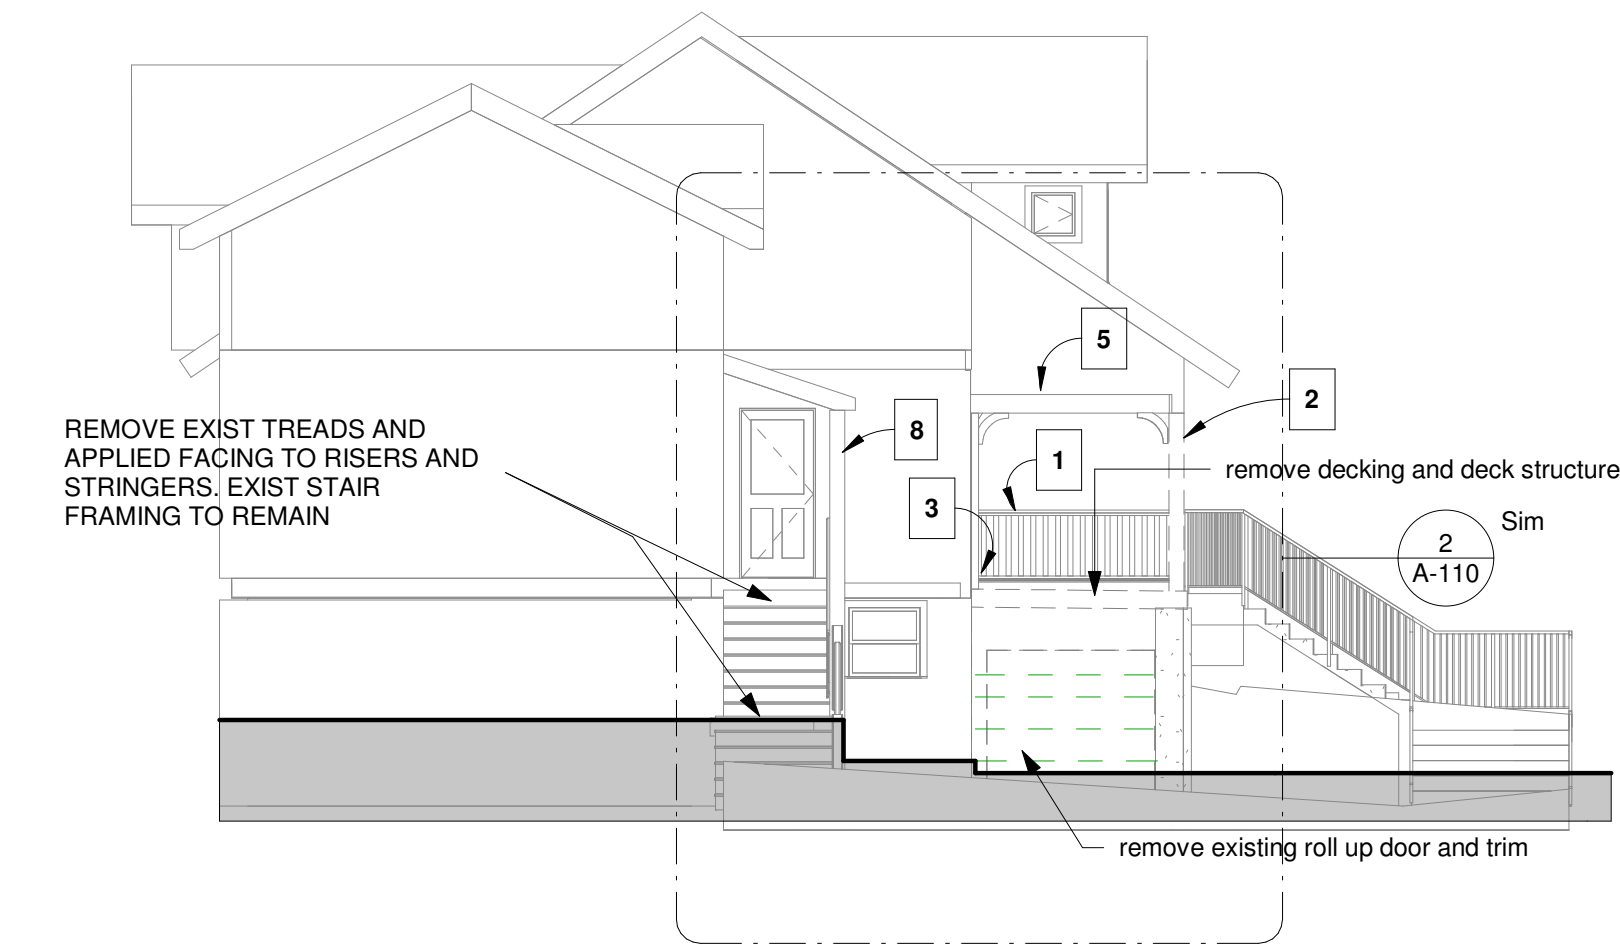 5
2
REMOVE EXIST TREADS AND
APPLIED FACING TO RISERS AND
STRINGERS. EXIST STAIR
FRAMING TO REMAIN
8
1
remove decking and deck structure
3
Sim
2
A-110
remove existing roll up door and trim